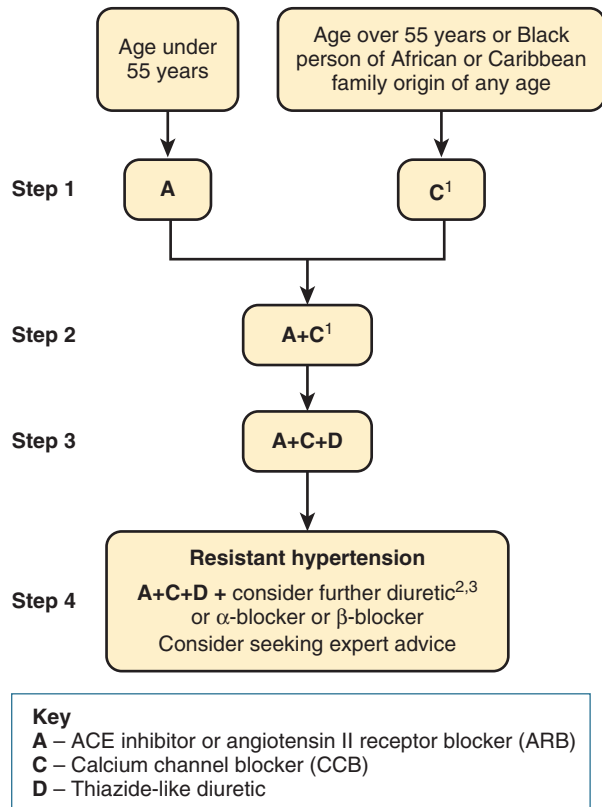 Age under
55 years
Age over 55 years or Black
person of African or Caribbean
family origin of any age
Step 1
A
C¹
Step 2
A+C¹
Step 3
A+C+D
Step 4
Resistant hypertension
A+C+D + consider further diuretic²,³
or α-blocker or β-blocker
Consider seeking expert advice
Key
A – ACE inhibitor or angiotensin II receptor blocker (ARB)
C – Calcium channel blocker (CCB)
D – Thiazide-like diuretic